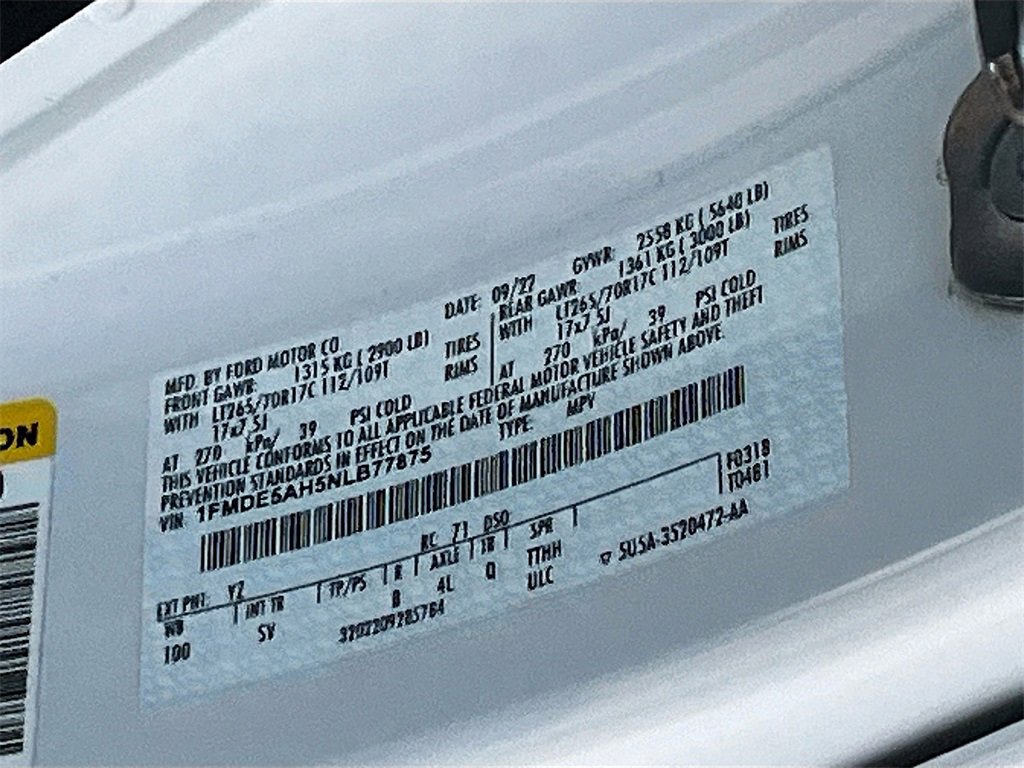 MFD. BY FORD MOTOR CO.
DATE: 09/22 GVWR: 2558 KG ( 5640 LB)
FRONT GAWR: 1315 KG ( 2900 LB)
WITH LT265/70R17C 112/109T TIRES
17x7.5J RIMS
AT 270 kPa/ 39 PSI COLD
REAR GAWR: 1361 KG ( 3000 LB)
WITH LT265/70R17C 112/109T TIRES
17x7.5J RIMS
AT 270 kPa/ 39 PSI COLD
THIS VEHICLE CONFORMS TO ALL APPLICABLE FEDERAL MOTOR VEHICLE SAFETY AND THEFT
PREVENTION STANDARDS IN EFFECT ON THE DATE OF MANUFACTURE SHOWN ABOVE.
VIN: 1FMDE5AH5NLB77875
TYPE: MPV
F0318
T0481
EXT PNT: YZ RC: 71 DSO:
WB INT TR TP/PS R AXLE TR SPR
100 SV B 4L Q TTHH
ULC
3202209285784
▽ SU5A-3520472-AA
ON